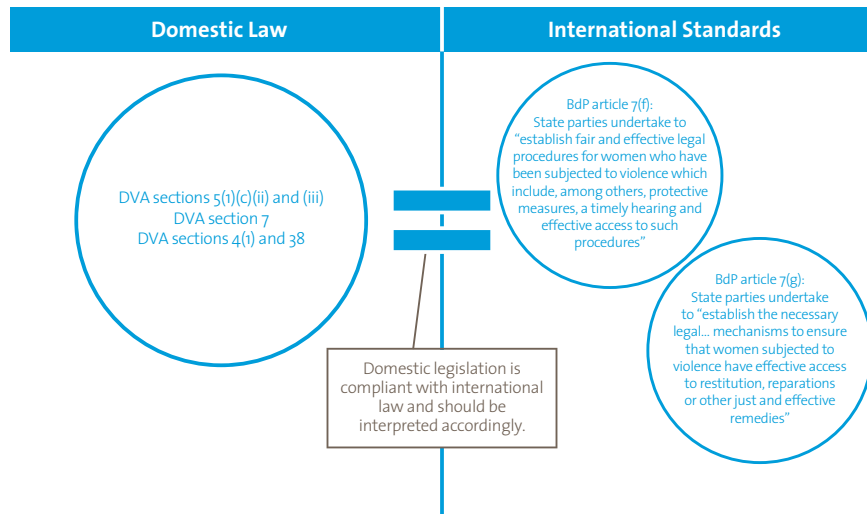 Domestic Law
International Standards
DVA sections 5(1)(c)(ii) and (iii)
DVA section 7
DVA sections 4(1) and 38
BdP article 7(f):
State parties undertake to
“establish fair and effective legal
procedures for women who have
been subjected to violence which
include, among others, protective
measures, a timely hearing and
effective access to such
procedures”
BdP article 7(g):
State parties undertake
to “establish the necessary
legal... mechanisms to ensure
that women subjected to
violence have effective access
to restitution, reparations
or other just and effective
remedies”
Domestic legislation is
compliant with international
law and should be
interpreted accordingly.